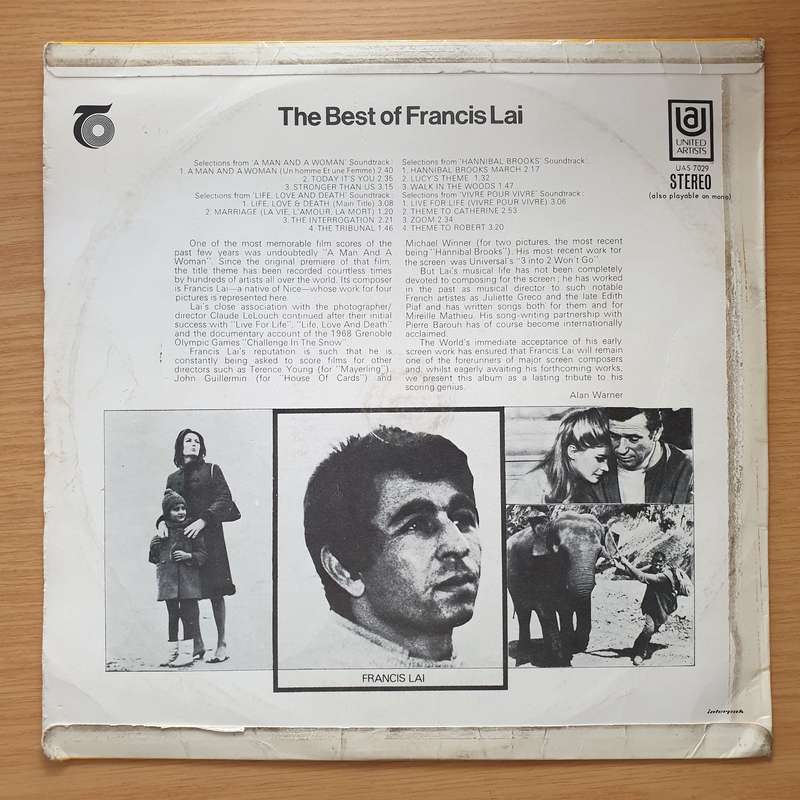 The Best of Francis Lai
UNITED
ARTISTS
UAS 7029
STEREO
(also playable on mono)
Selections from 'A MAN AND A WOMAN' Soundtrack:
1. A MAN AND A WOMAN (Un homme Et une Femme) 2.40
2. TODAY IT'S YOU 2.35
3. STRONGER THAN US 3.15
Selections from 'LIFE, LOVE AND DEATH' Soundtrack:
1. LIFE, LOVE & DEATH (Main Title) 3.08
2. MARRIAGE (LA VIE, L'AMOUR, LA MORT) 1.20
3. THE INTERROGATION 2.21
4. THE TRIBUNAL 1.46
Selections from 'HANNIBAL BROOKS' Soundtrack:
1. HANNIBAL BROOKS MARCH 2.17
2. LUCY'S THEME 1.32
3. WALK IN THE WOODS 1.47
Selections from 'VIVRE POUR VIVRE' Soundtrack:
1. LIVE FOR LIFE (VIVRE POUR VIVRE) 3.06
2. THEME TO CATHERINE 2.53
3. ZOOM 2.34
4. THEME TO ROBERT 3.20
One of the most memorable film scores of the
past few years was undoubtedly "A Man And A
Woman". Since the original premiere of that film,
the title theme has been recorded countless times
by hundreds of artists all over the world. Its composer
is Francis Lai—a native of Nice—whose work for four
pictures is represented here.
Lai's close association with the photographer/
director Claude LeLouch continued after their initial
success with "Live For Life", "Life, Love And Death"
and the documentary account of the 1968 Grenoble
Olympic Games "Challenge In The Snow".
Francis Lai's reputation is such that he is
constantly being asked to score films for other
directors such as Terence Young (for "Mayerling"),
John Guillermin (for "House Of Cards") and
Michael Winner (for two pictures, the most recent
being "Hannibal Brooks"). His most recent work for
the screen was Universal's "3 into 2 Won't Go".
But Lai's musical life has not been completely
devoted to composing for the screen; he has worked
in the past as musical director to such notable
French artists as Juliette Greco and the late Edith
Piaf and has written songs both for them and for
Mireille Mathieu. His song-writing partnership with
Pierre Barouh has of course become internationally
acclaimed.
The World's immediate acceptance of his early
screen work has ensured that Francis Lai will remain
one of the forerunners of major screen composers
and, whilst eagerly awaiting his forthcoming works,
we present this album as a lasting tribute to his
scoring genius.
Alan Warner
FRANCIS LAI
interpak